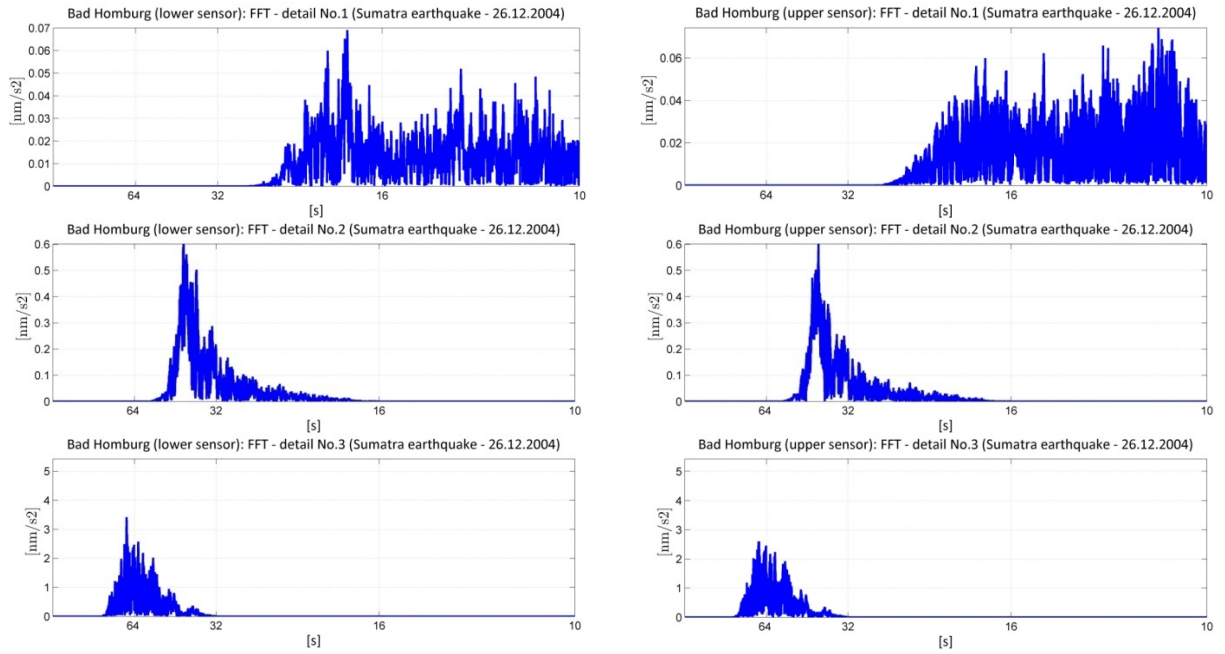 Bad Homburg (lower sensor): FFT - detail No.1 (Sumatra earthquake - 26.12.2004)
[nm/s2]
0.07
0.06
0.05
0.04
0.03
0.02
0.01
0
64 32 16 10
[s]
Bad Homburg (upper sensor): FFT - detail No.1 (Sumatra earthquake - 26.12.2004)
[nm/s2]
0.06
0.04
0.02
0
64 32 16 10
[s]
Bad Homburg (lower sensor): FFT - detail No.2 (Sumatra earthquake - 26.12.2004)
[nm/s2]
0.6
0.5
0.4
0.3
0.2
0.1
0
64 32 16 10
[s]
Bad Homburg (upper sensor): FFT - detail No.2 (Sumatra earthquake - 26.12.2004)
[nm/s2]
0.6
0.5
0.4
0.3
0.2
0.1
0
64 32 16 10
[s]
Bad Homburg (lower sensor): FFT - detail No.3 (Sumatra earthquake - 26.12.2004)
[nm/s2]
5
4
3
2
1
0
64 32 16 10
[s]
Bad Homburg (upper sensor): FFT - detail No.3 (Sumatra earthquake - 26.12.2004)
[nm/s2]
5
4
3
2
1
0
64 32 16 10
[s]